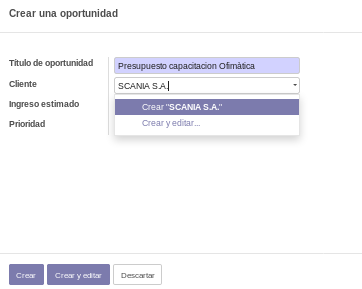 Crear una oportunidad
Título de oportunidad
Presupuesto capacitacion Ofimática
Cliente
SCANIA S.A.
Ingreso estimado
Crear "SCANIA S.A."
Prioridad
Crear y editar...
Crear
Crear y editar
Descartar